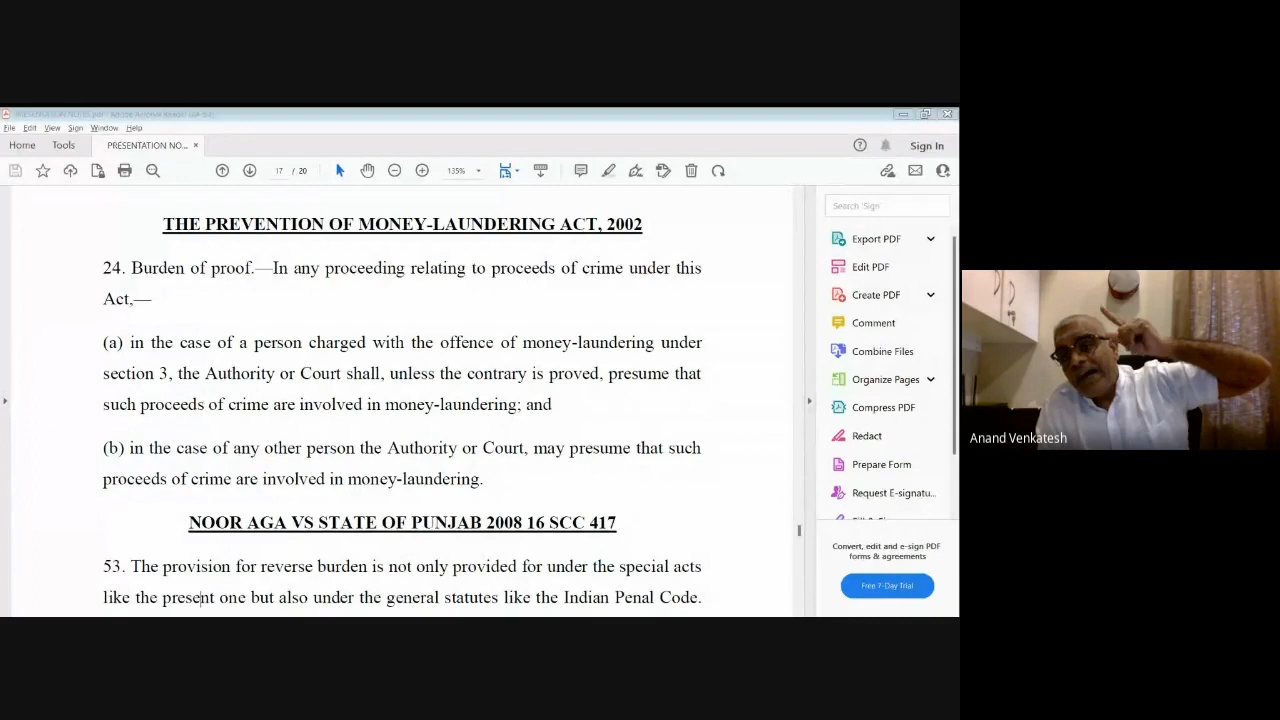 File Edit View Sign Window Help
Home Tools PRESENTATION NO... × Sign In
17 / 20 135%
THE PREVENTION OF MONEY-LAUNDERING ACT, 2002
24. Burden of proof.—In any proceeding relating to proceeds of crime under this
Act,—
(a) in the case of a person charged with the offence of money-laundering under
section 3, the Authority or Court shall, unless the contrary is proved, presume that
such proceeds of crime are involved in money-laundering; and
(b) in the case of any other person the Authority or Court, may presume that such
proceeds of crime are involved in money-laundering.
NOOR AGA VS STATE OF PUNJAB 2008 16 SCC 417
53. The provision for reverse burden is not only provided for under the special acts
like the present one but also under the general statutes like the Indian Penal Code.
Search 'Sign'
Export PDF
Edit PDF
Create PDF
Comment
Combine Files
Organize Pages
Compress PDF
Redact
Prepare Form
Request E-signatu...
Convert, edit and e-sign PDF
forms & agreements
Free 7-Day Trial
Anand Venkatesh